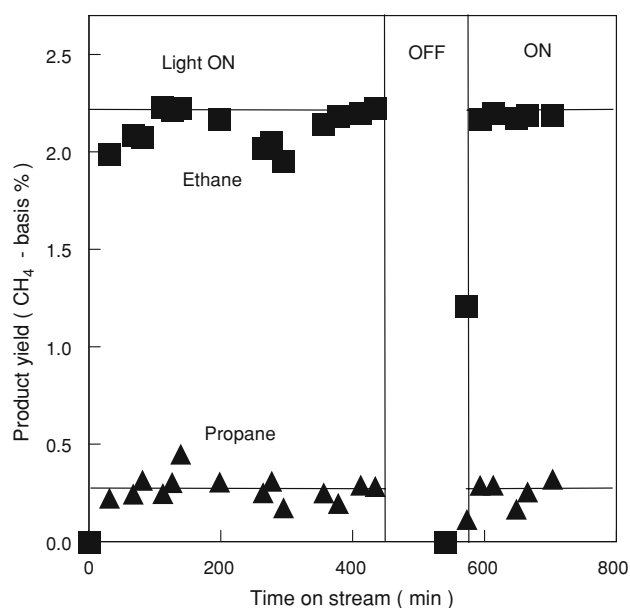 2.5
Light ON
OFF
ON
2.0
Ethane
1.5
Product yield ( CH₄ - basis % )
1.0
Propane
0.5
0.0
0
200
400
600
800
Time on stream ( min )